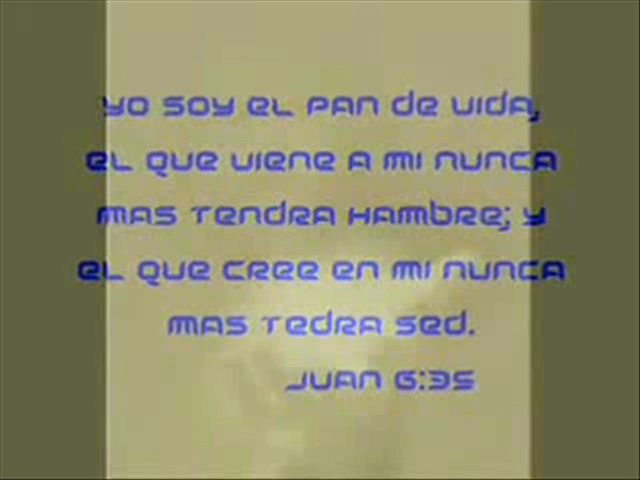 YO SOY EL PAN de VIda,
EL QUE VIENE A MI NUNCA
MAS TENDRA HAMBRE; Y
EL QUE CREE EN MI NUNCA
MAS TEDRA SED.
JUAN 6:35